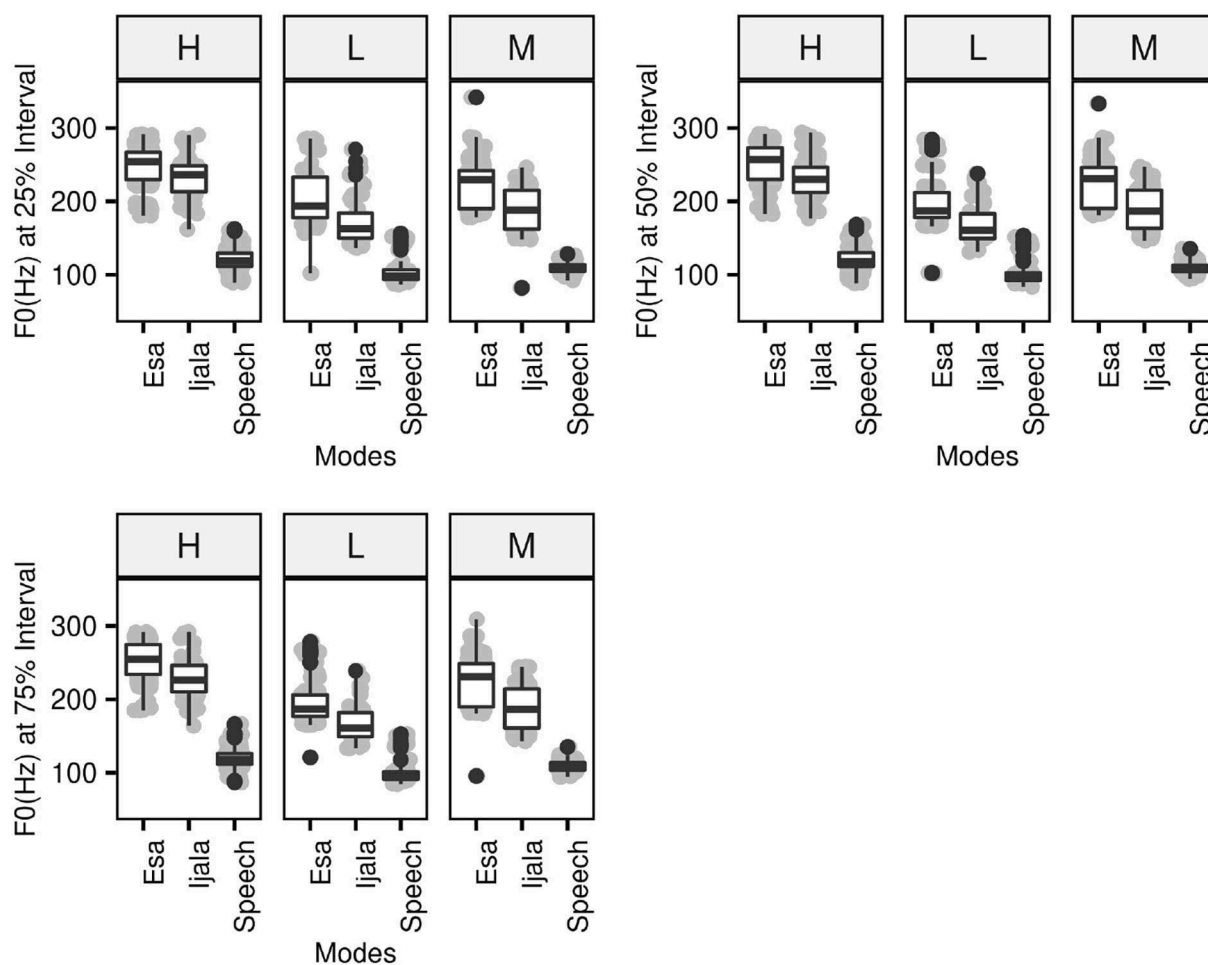 H L M
F0(Hz) at 25% Interval
300
200
100
Esa Ijala Speech Esa Ijala Speech Esa Ijala Speech
Modes
H L M
F0(Hz) at 50% Interval
300
200
100
Esa Ijala Speech Esa Ijala Speech Esa Ijala Speech
Modes
H L M
F0(Hz) at 75% Interval
300
200
100
Esa Ijala Speech Esa Ijala Speech Esa Ijala Speech
Modes